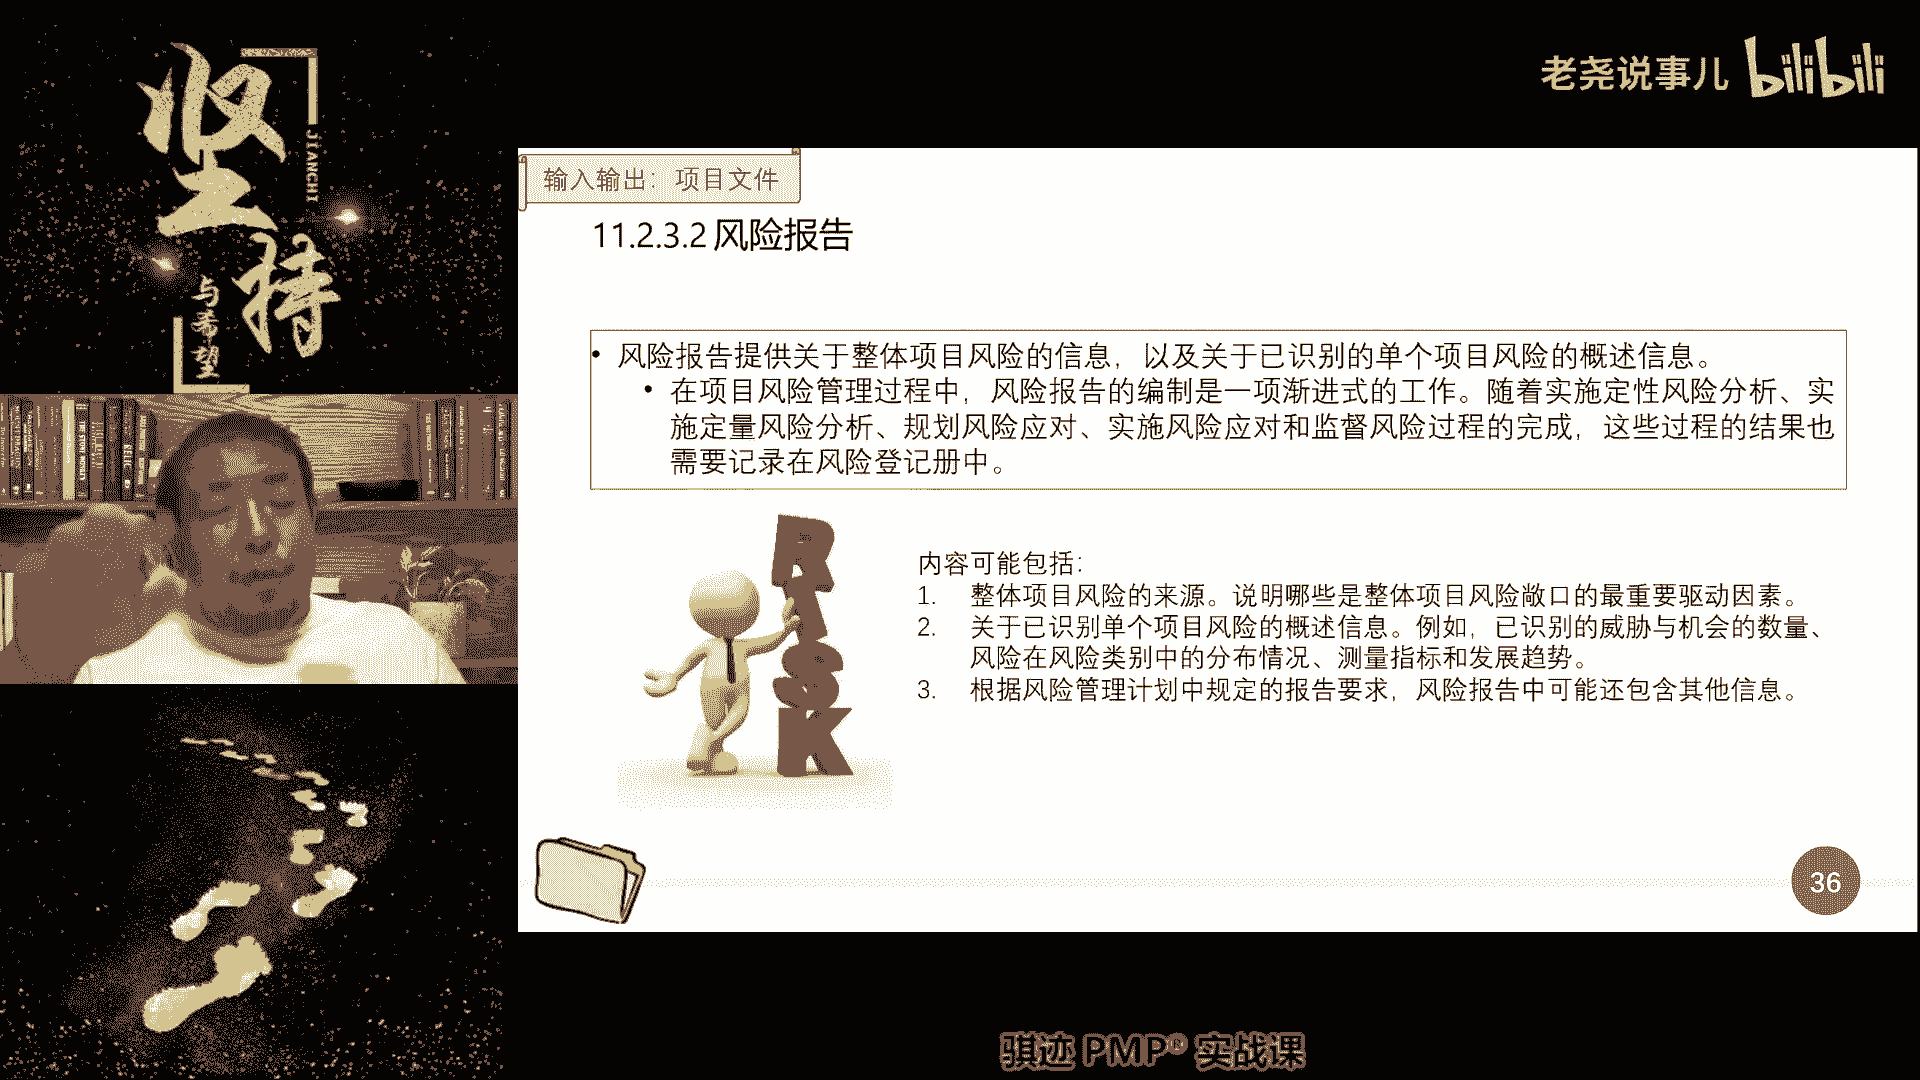 坚持
JIANCHI
与希望
老尧说事儿 bilibili
输入输出：项目文件
11.2.3.2 风险报告
• 风险报告提供关于整体项目风险的信息，以及关于已识别的单个项目风险的概述信息。
• 在项目风险管理过程中，风险报告的编制是一项渐进式的工作。随着实施定性风险分析、实
施定量风险分析、规划风险应对、实施风险应对和监督风险过程的完成，这些过程的结果也
需要记录在风险登记册中。
RISK
内容可能包括：
1. 整体项目风险的来源。说明哪些是整体项目风险敞口的最重要驱动因素。
2. 关于已识别单个项目风险的概述信息。例如，已识别的威胁与机会的数量、
风险在风险类别中的分布情况、测量指标和发展趋势。
3. 根据风险管理计划中规定的报告要求，风险报告中可能还包含其他信息。
36
骐迹 PMP® 实战课